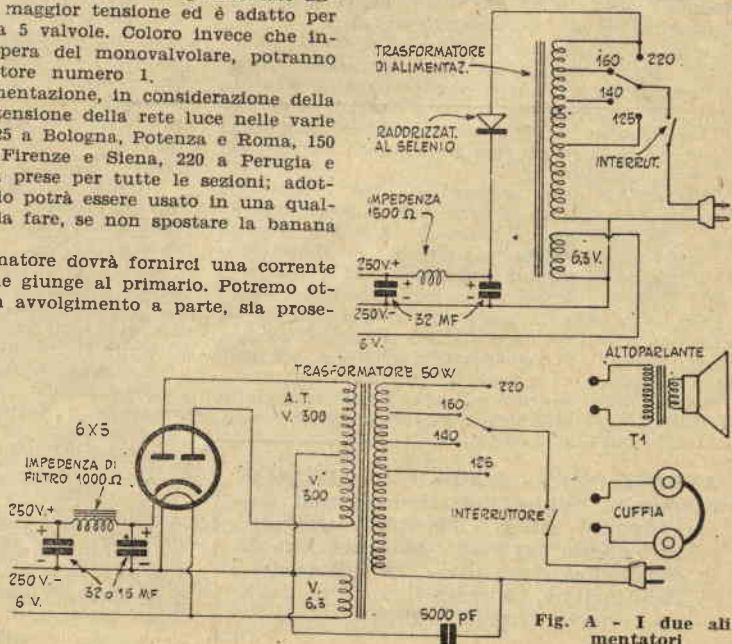 maggior tensione ed è adatto per
a 5 valvole. Coloro invece che in-
pera del monovalvolare, potranno
tore numero 1.
mentazione, in considerazione della
tensione della rete luce nelle varie
25 a Bologna, Potenza e Roma, 150
Firenze e Siena, 220 a Perugia e
prese per tutte le sezioni; adot-
io potrà essere usato in una qual-
da fare, se non spostare la banana
matore dovrà fornirci una corrente
e giunge al primario. Potremo ot-
n avvolgimento a parte, sia prose-
TRASFORMATORE
DI ALIMENTAZ.
160
220
140
125
RADDRIZZAT.
AL SELENIO
INTERRUT.
IMPEDENZA
1500 Ω
6,3 V.
250V.+
+
+
-
-
250V.-
32 MF
6 V.
ALTOPARLANTE
T1
CUFFIA
TRASFORMATORE 50W
A.T.
V. 300
220
160
140
125
6X5
IMPEDENZA DI
FILTRO 1000Ω
V.
300
INTERRUTTORE
250V.+
+
+
-
-
250 V.-
32 o 16 MF
6 V.
V.
6,3
5000 pF
Fig. A - I due ali
mentatori